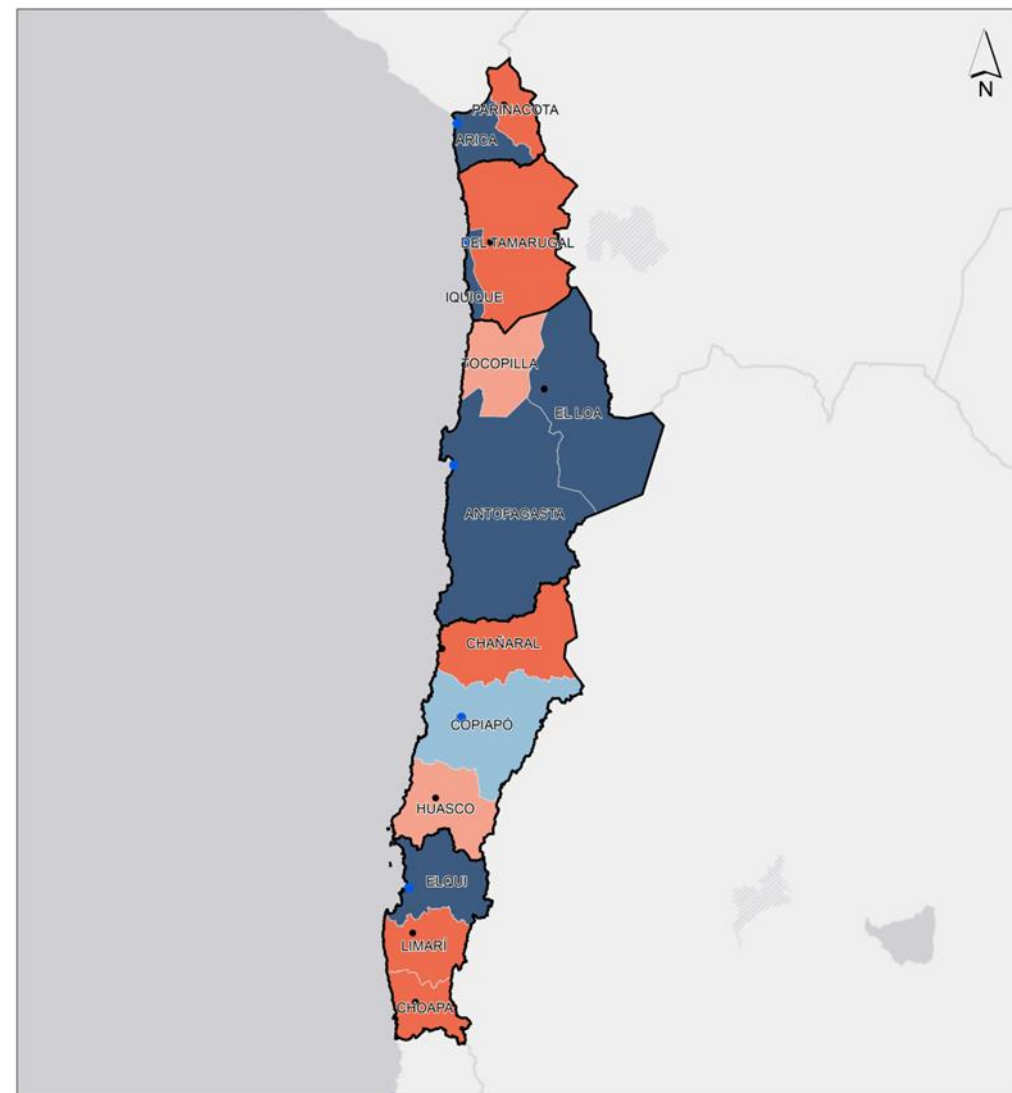 N
PARINACOTA
ARICA
DEL TAMARUGAL
IQUIQUE
TOCOPILLA
EL LOA
ANTOFAGASTA
CHAÑARAL
COPIAPÓ
HUASCO
ELQUI
LIMARÍ
CHOAPA